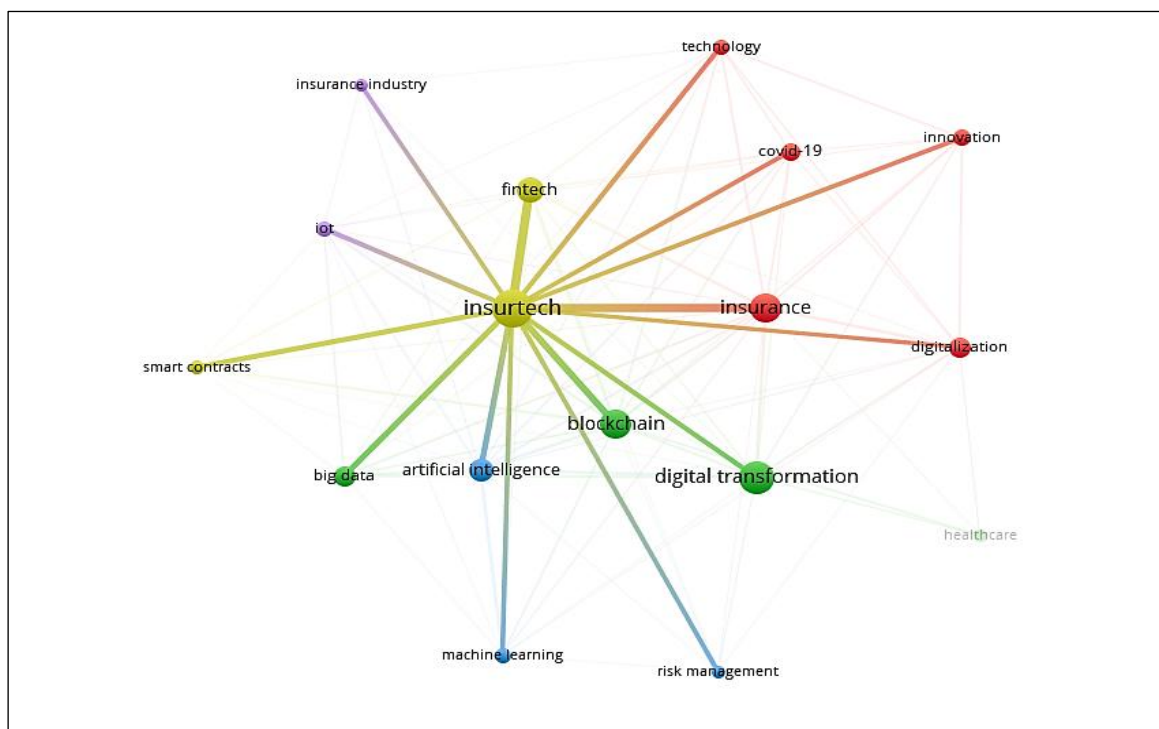 technology
insurance industry
innovation
covid-19
fintech
iot
insurtech
insurance
digitalization
smart contracts
blockchain
artificial intelligence
big data
digital transformation
healthcare
machine learning
risk management